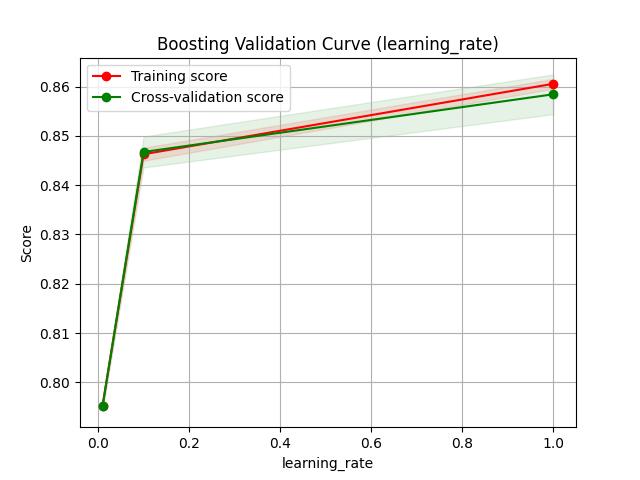 Boosting Validation Curve (learning_rate)
Training score
Cross-validation score
Score
0.86
0.85
0.84
0.83
0.82
0.81
0.80
0.0 0.2 0.4 0.6 0.8 1.0
learning_rate